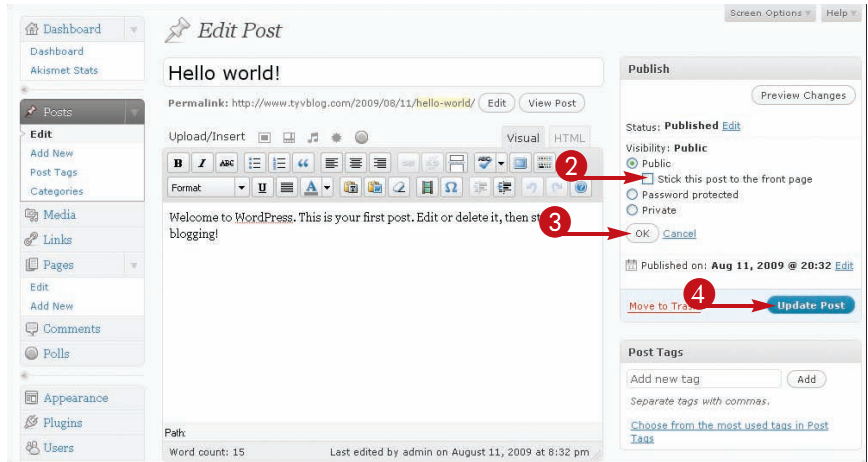 Screen Options Help
Dashboard
Dashboard
Akismet Stats
Posts
Edit
Add New
Post Tags
Categories
Media
Links
Pages
Edit
Add New
Comments
Polls
Appearance
Plugins
Users
Edit Post
Hello world!
Permalink: http://www.tyvblog.com/2009/08/11/hello-world/ Edit View Post
Upload/Insert Visual HTML
B I ABC
Format U A Ω
Welcome to WordPress. This is your first post. Edit or delete it, then
blogging!
Path:
Word count: 15 Last edited by admin on August 11, 2009 at 8:32 pm
Publish
Preview Changes
Status: Published Edit
Visibility: Public
Public
2
Stick this post to the front page
Password protected
Private
3
OK Cancel
Published on: Aug 11, 2009 @ 20:32 Edit
4
Move to Update Post
Post Tags
Add new tag Add
Separate tags with commas.
Choose from the most used tags in Post
Tags